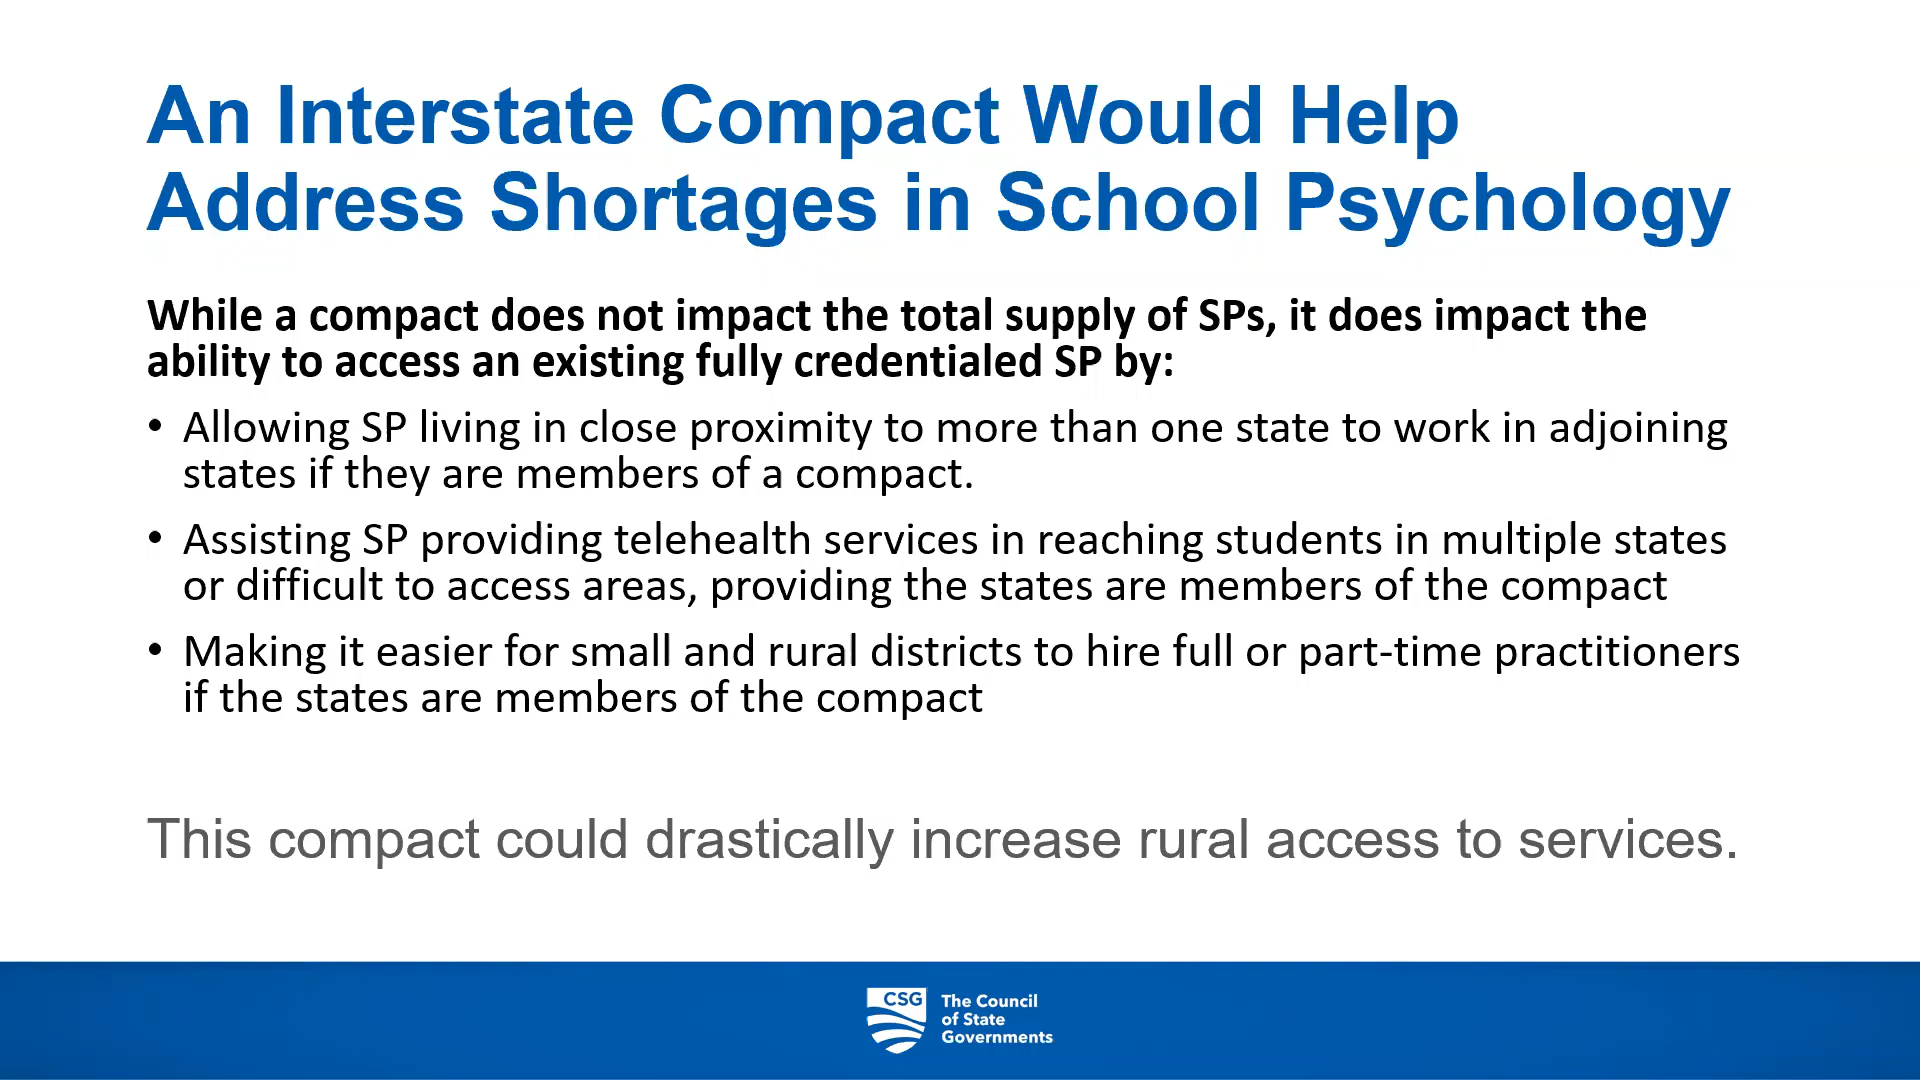 An Interstate Compact Would Help
Address Shortages in School Psychology
While a compact does not impact the total supply of SPs, it does impact the
ability to access an existing fully credentialed SP by:
• Allowing SP living in close proximity to more than one state to work in adjoining
states if they are members of a compact.
• Assisting SP providing telehealth services in reaching students in multiple states
or difficult to access areas, providing the states are members of the compact
• Making it easier for small and rural districts to hire full or part-time practitioners
if the states are members of the compact
This compact could drastically increase rural access to services.
CSG
The Council
of State
Governments